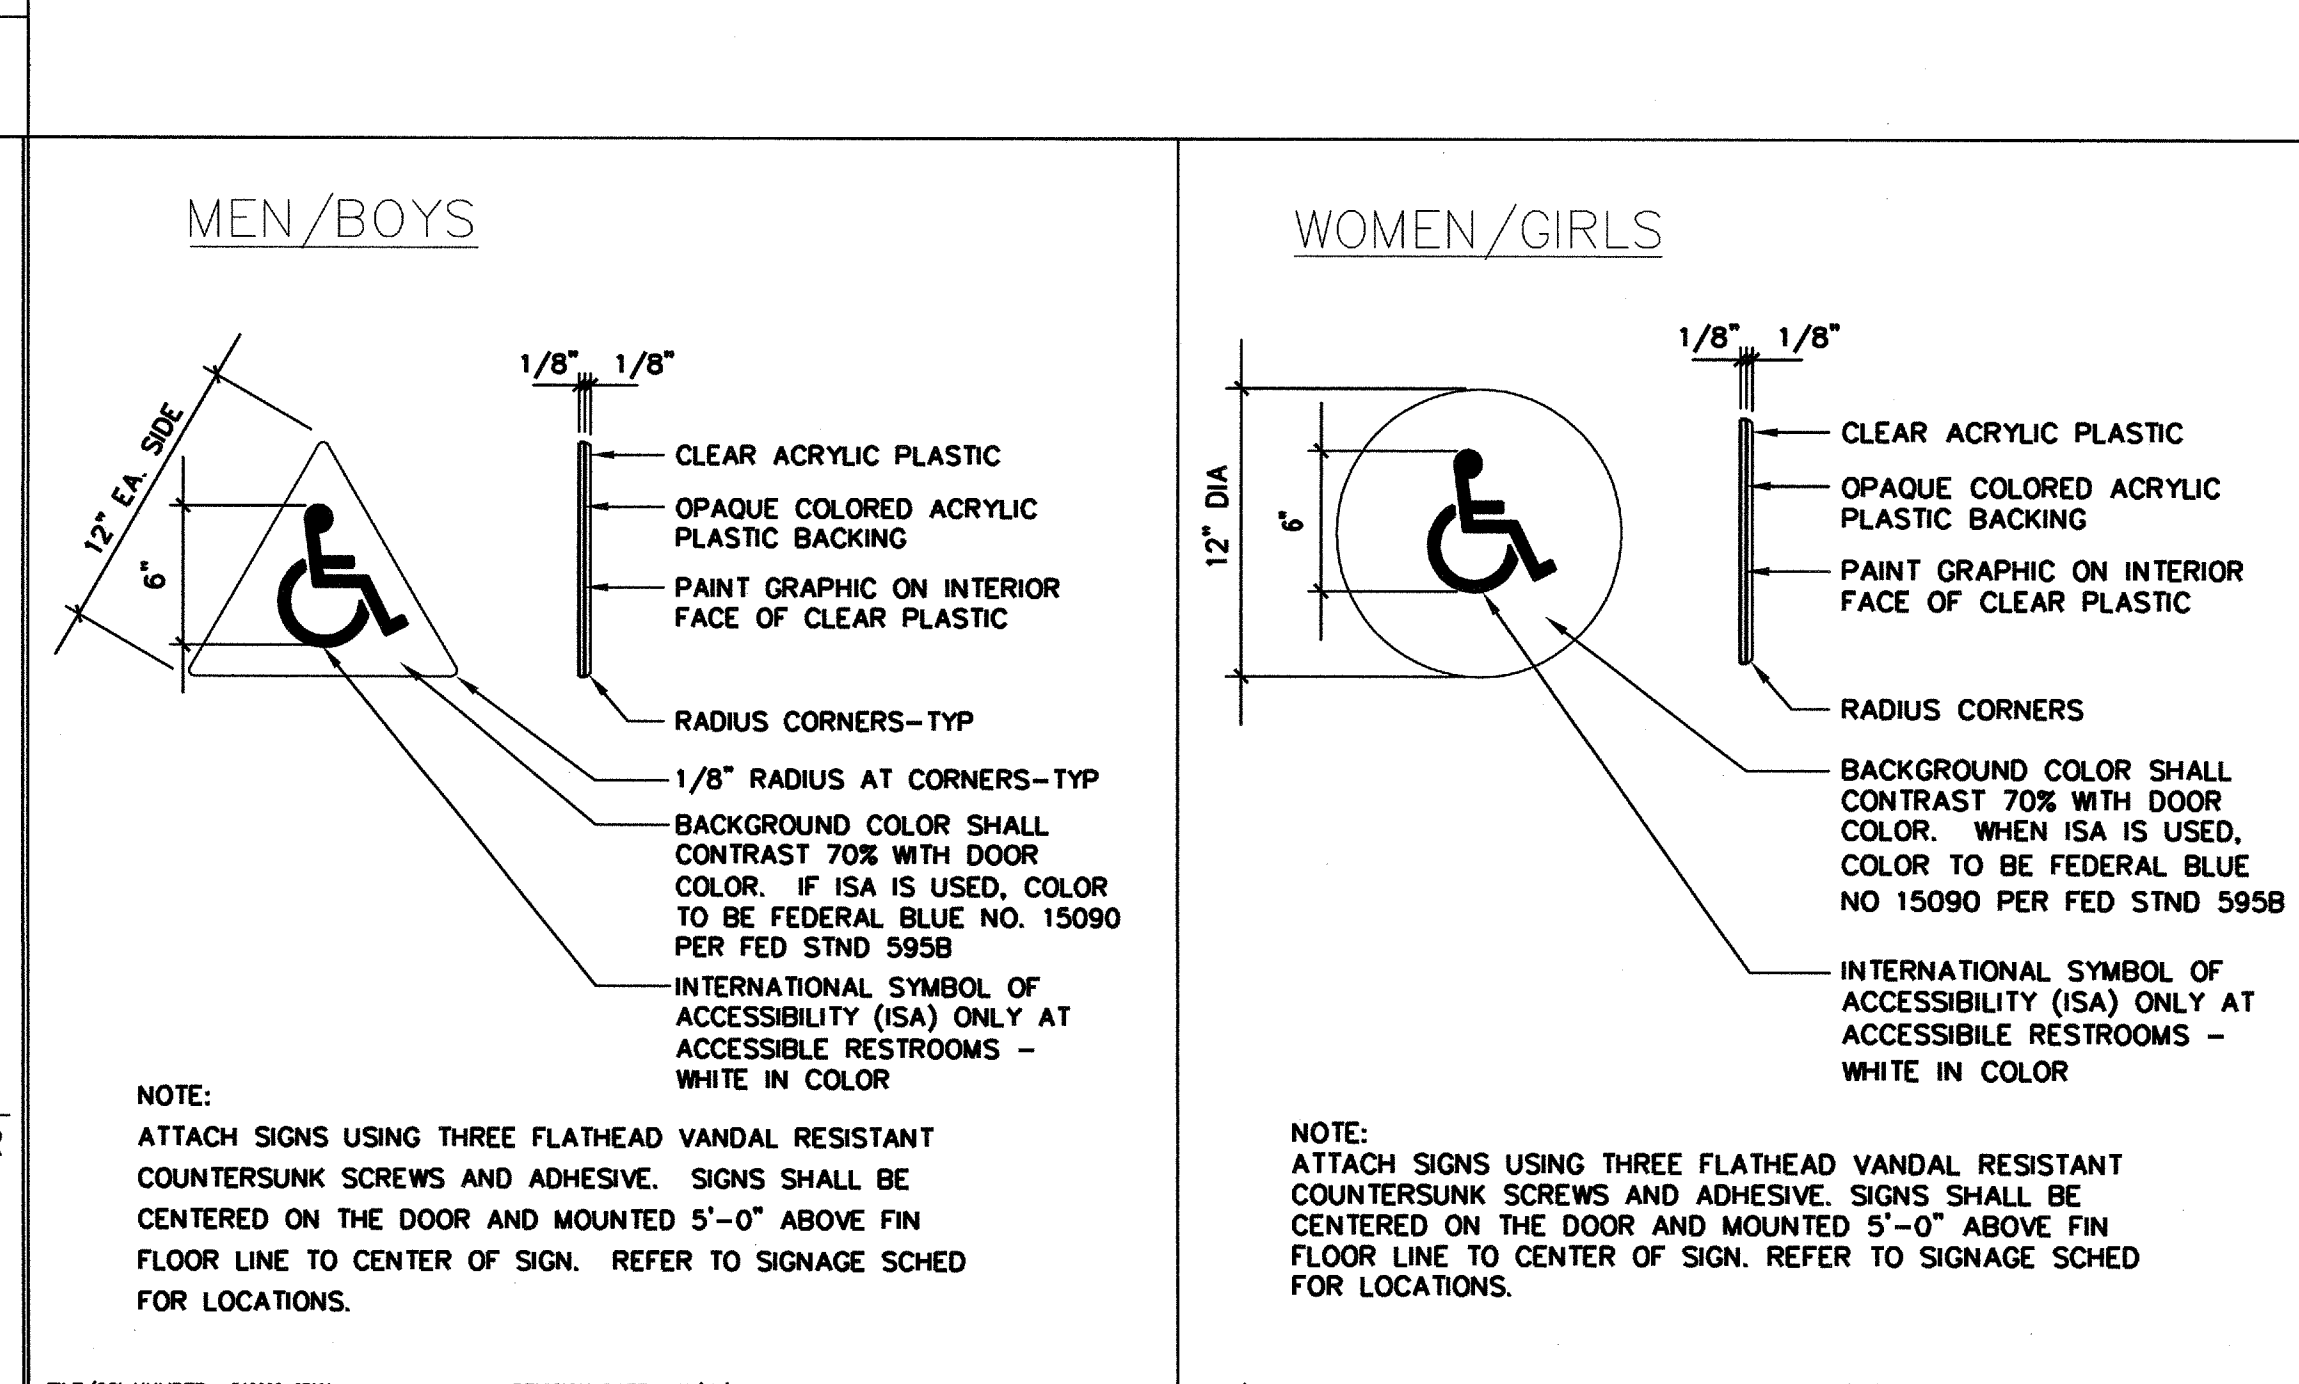 MEN/BOYS
12" EA. SIDE
6"
1/8" 1/8"
CLEAR ACRYLIC PLASTIC
OPAQUE COLORED ACRYLIC
PLASTIC BACKING
PAINT GRAPHIC ON INTERIOR
FACE OF CLEAR PLASTIC
RADIUS CORNERS-TYP
1/8" RADIUS AT CORNERS-TYP
BACKGROUND COLOR SHALL
CONTRAST 70% WITH DOOR
COLOR. IF ISA IS USED, COLOR
TO BE FEDERAL BLUE NO. 15090
PER FED STND 595B
INTERNATIONAL SYMBOL OF
ACCESSIBILITY (ISA) ONLY AT
ACCESSIBLE RESTROOMS -
WHITE IN COLOR
NOTE:
ATTACH SIGNS USING THREE FLATHEAD VANDAL RESISTANT
COUNTERSUNK SCREWS AND ADHESIVE. SIGNS SHALL BE
CENTERED ON THE DOOR AND MOUNTED 5'-0" ABOVE FIN
FLOOR LINE TO CENTER OF SIGN. REFER TO SIGNAGE SCHED
FOR LOCATIONS.
WOMEN/GIRLS
12" DIA
6"
1/8" 1/8"
CLEAR ACRYLIC PLASTIC
OPAQUE COLORED ACRYLIC
PLASTIC BACKING
PAINT GRAPHIC ON INTERIOR
FACE OF CLEAR PLASTIC
RADIUS CORNERS
BACKGROUND COLOR SHALL
CONTRAST 70% WITH DOOR
COLOR. WHEN ISA IS USED,
COLOR TO BE FEDERAL BLUE
NO 15090 PER FED STND 595B
INTERNATIONAL SYMBOL OF
ACCESSIBILITY (ISA) ONLY AT
ACCESSIBILE RESTROOMS -
WHITE IN COLOR
NOTE:
ATTACH SIGNS USING THREE FLATHEAD VANDAL RESISTANT
COUNTERSUNK SCREWS AND ADHESIVE. SIGNS SHALL BE
CENTERED ON THE DOOR AND MOUNTED 5'-0" ABOVE FIN
FLOOR LINE TO CENTER OF SIGN. REFER TO SIGNAGE SCHED
FOR LOCATIONS.